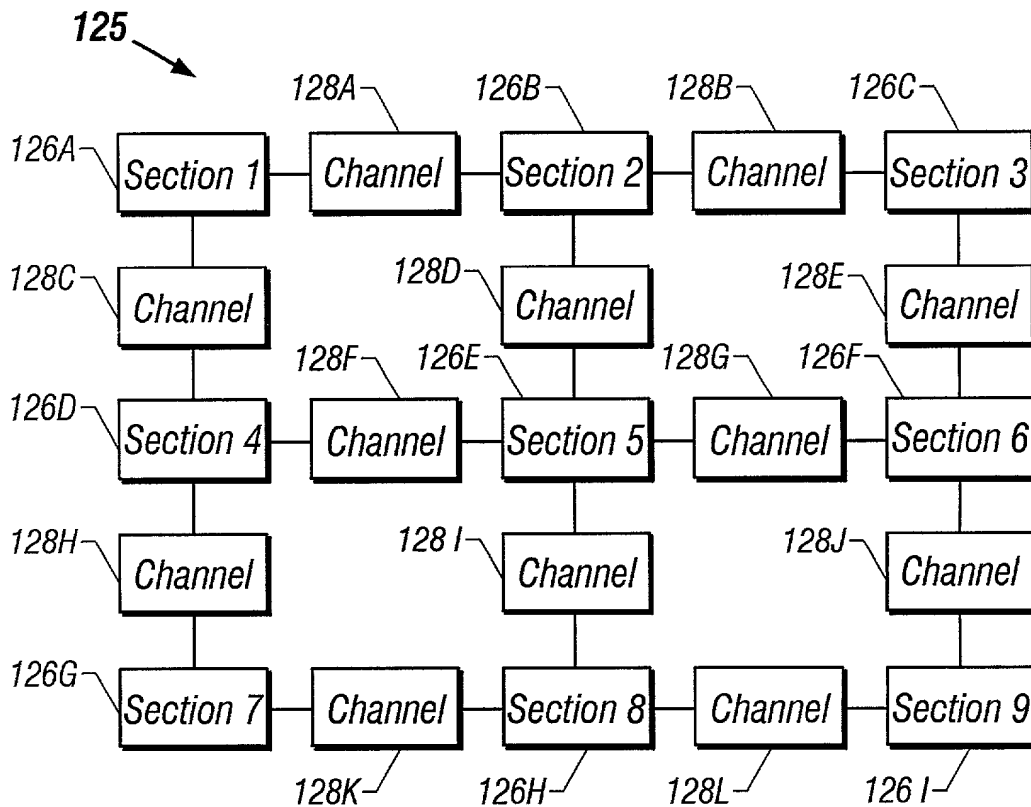 125
128A 126B 128B 126C
126A
Section 1 Channel Section 2 Channel Section 3
128C 128D 128E
Channel Channel Channel
128F 126E 128G 126F
126D
Section 4 Channel Section 5 Channel Section 6
128H 128 I 128J
Channel Channel Channel
126G
Section 7 Channel Section 8 Channel Section 9
128K 126H 128L 126 I